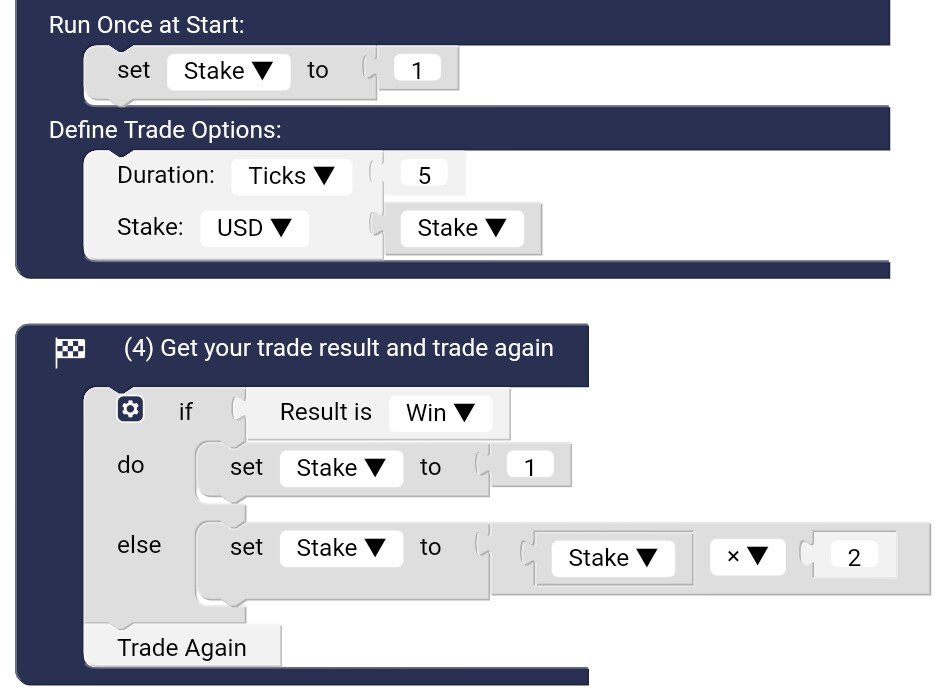 Run Once at Start:
set Stake ▼ to 1
Define Trade Options:
Duration: Ticks ▼ 5
Stake: USD ▼ Stake ▼
(4) Get your trade result and trade again
if Result is Win ▼
do set Stake ▼ to 1
else set Stake ▼ to Stake ▼ × ▼ 2
Trade Again